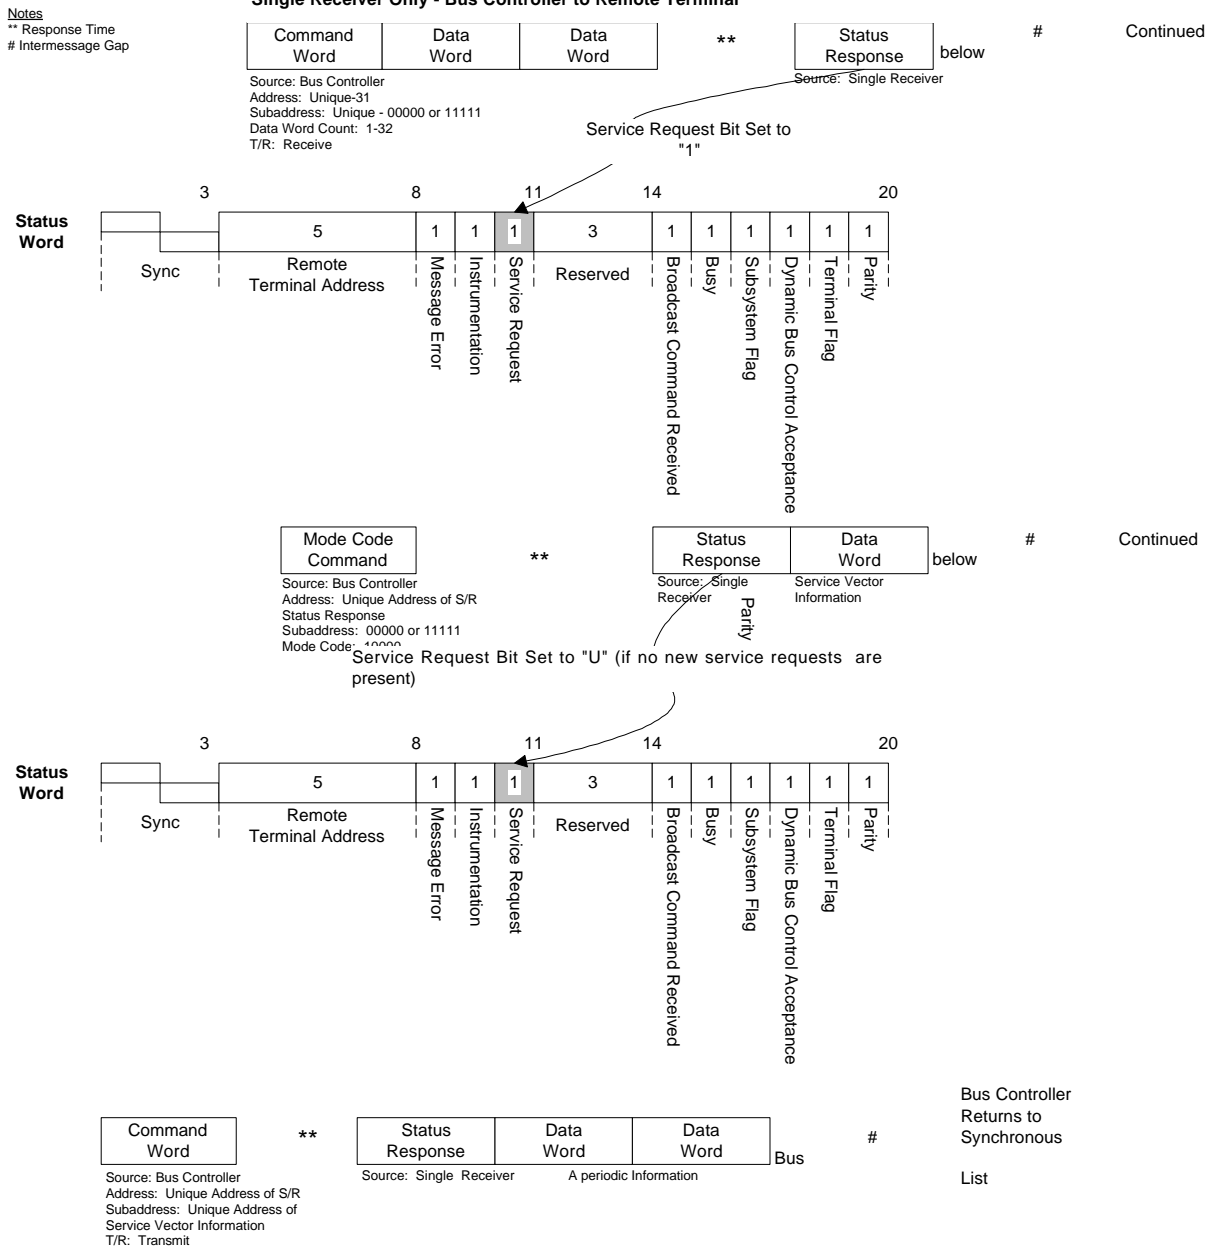 Single Receiver Only - Bus Controller to Remote Terminal
Notes
** Response Time
# Intermessage Gap
Command Word
Data Word
Data Word
**
Status Response
below
#
Continued
Source: Bus Controller
Address: Unique-31
Subaddress: Unique - 00000 or 11111
Data Word Count: 1-32
T/R: Receive
Source: Single Receiver
Service Request Bit Set to
"1"
3 8 11 14 20
Status
Word
5 1 1 1 3 1 1 1 1 1 1
Sync
Remote
Terminal Address
Message Error
Instrumentation
Service Request
Reserved
Broadcast Command Received
Busy
Subsystem Flag
Dynamic Bus Control Acceptance
Terminal Flag
Parity
Mode Code
Command
**
Status
Response
Data
Word
below
#
Continued
Source: Bus Controller
Address: Unique Address of S/R
Status Response
Subaddress: 00000 or 11111
Mode Code: 10000
Source: Single
Receiver
Service Vector
Information
Parity
Service Request Bit Set to "U" (if no new service requests are
present)
3 8 11 14 20
Status
Word
5 1 1 1 3 1 1 1 1 1 1
Sync
Remote
Terminal Address
Message Error
Instrumentation
Service Request
Reserved
Broadcast Command Received
Busy
Subsystem Flag
Dynamic Bus Control Acceptance
Terminal Flag
Parity
Command
Word
**
Status
Response
Data
Word
Data
Word
Bus
#
Bus Controller
Returns to
Synchronous
List
Source: Bus Controller
Address: Unique Address of S/R
Subaddress: Unique Address of
Service Vector Information
T/R: Transmit
Source: Single Receiver
A periodic Information